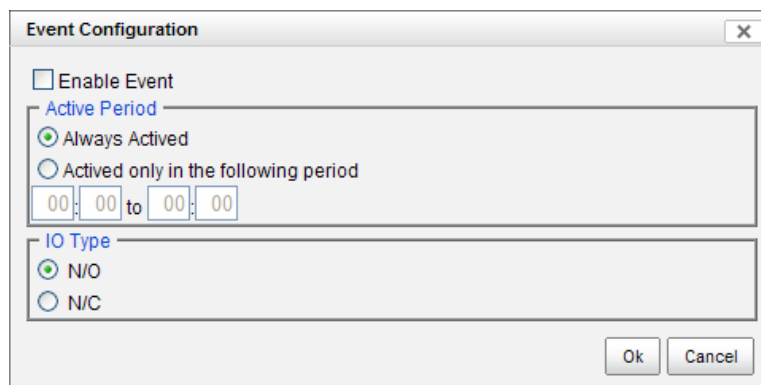 Event Configuration
Enable Event
Active Period
Always Actived
Actived only in the following period
00 : 00 to 00 : 00
IO Type
N/O
N/C
Ok Cancel